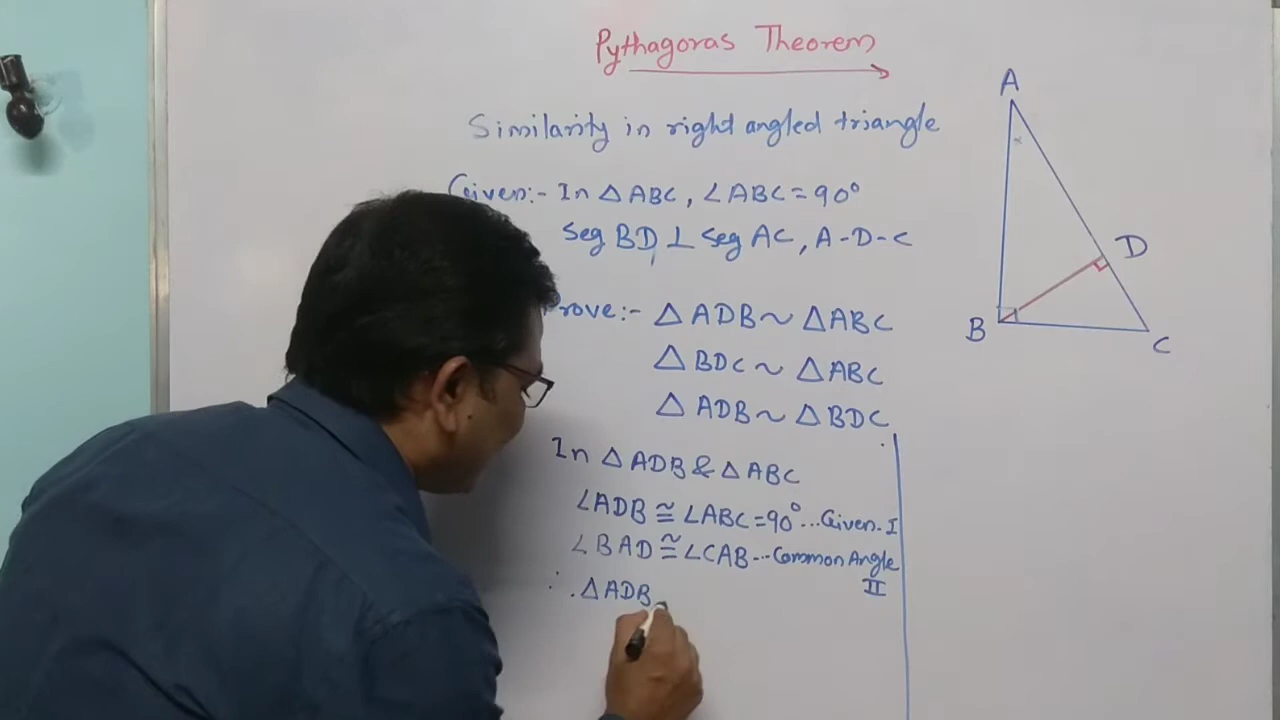 Pythagoras Theorem
Similarity in right angled triangle
Given:- In △ABC, ∠ABC=90°
Seg BD ⊥ seg AC, A-D-C
Prove:- △ADB ~ △ABC
△BDC ~ △ABC
△ADB ~ △BDC
In △ADB & △ABC
∠ADB ≅ ∠ABC=90° ... Given - I
∠BAD ≅ ∠CAB --- Common Angle
II
∴ △ADB
A
D
B
C